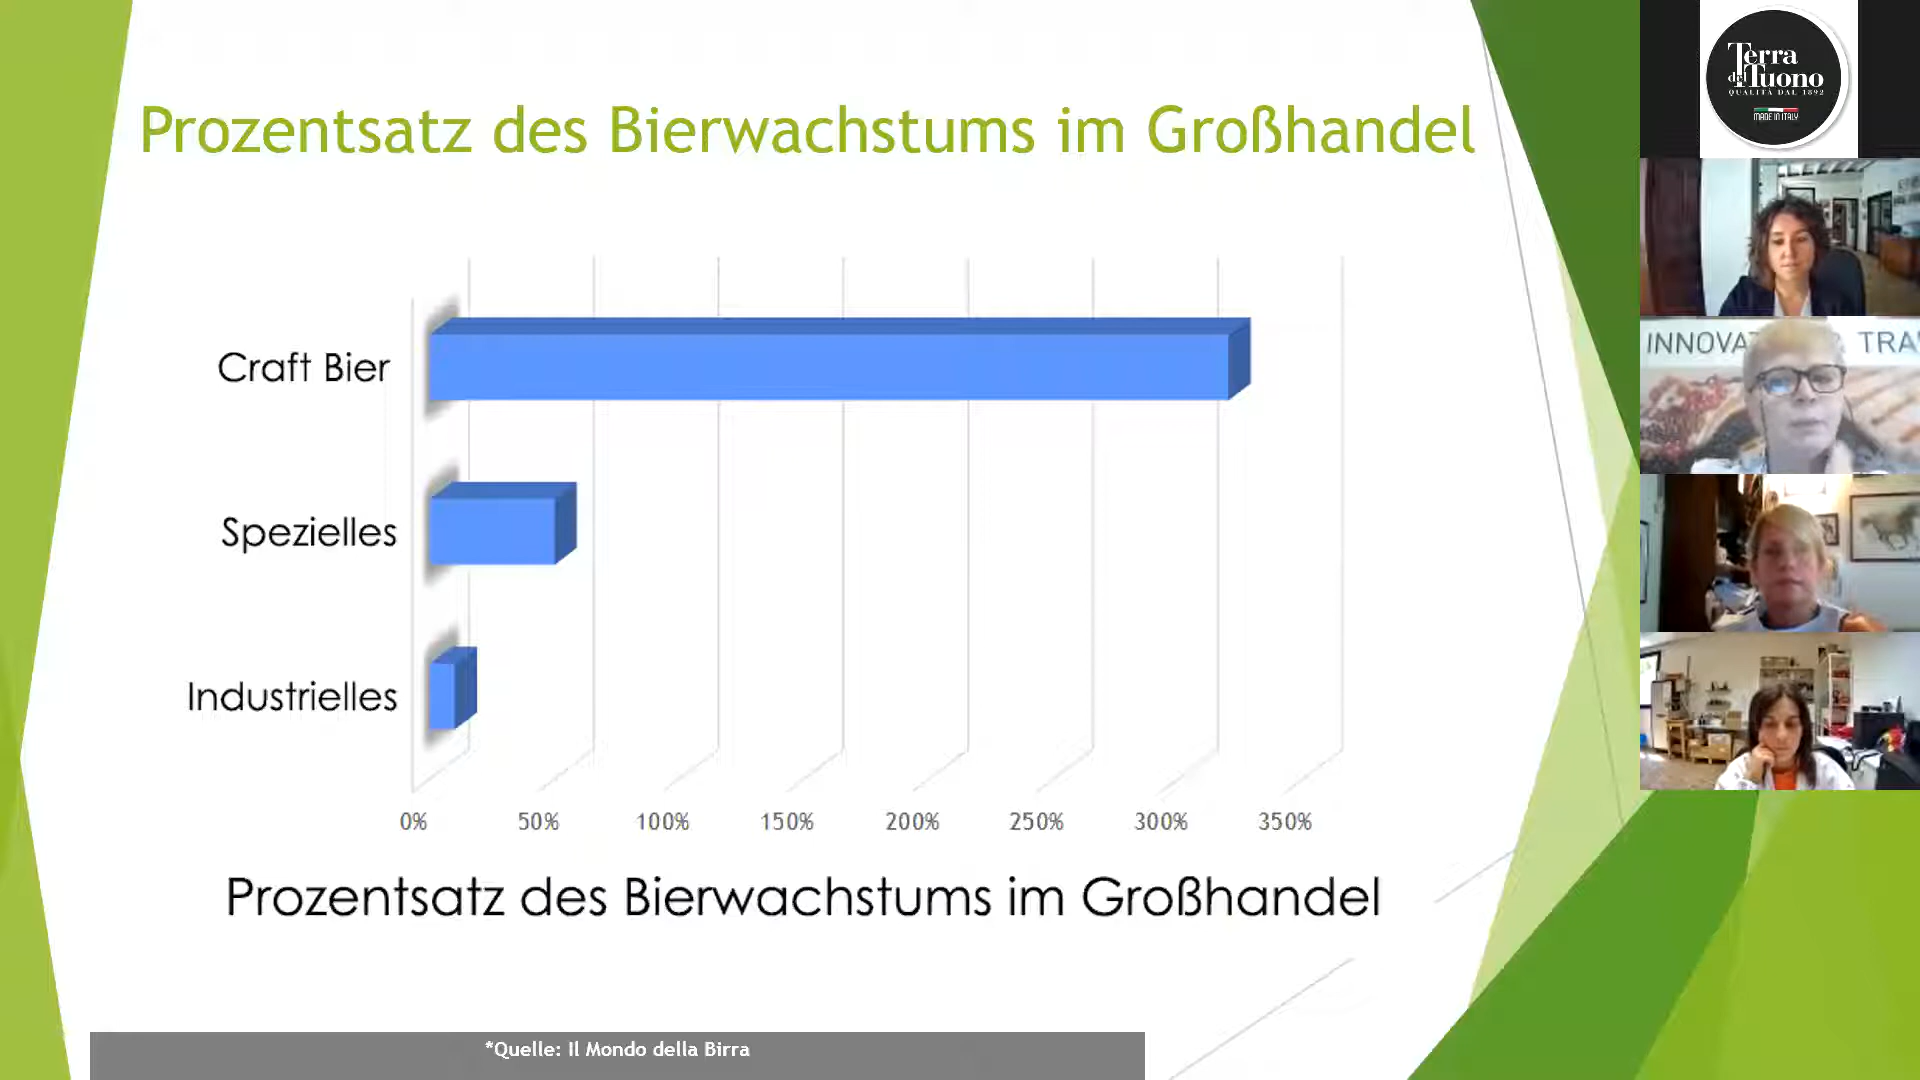 Prozentsatz des Bierwachstums im Großhandel
Craft Bier
Spezielles
Industrielles
0% 50% 100% 150% 200% 250% 300% 350%
Prozentsatz des Bierwachstums im Großhandel
*Quelle: Il Mondo della Birra
Terra
del Tuono
QUALITÀ DAL 1892
MADE IN ITALY
INNOVA TRA